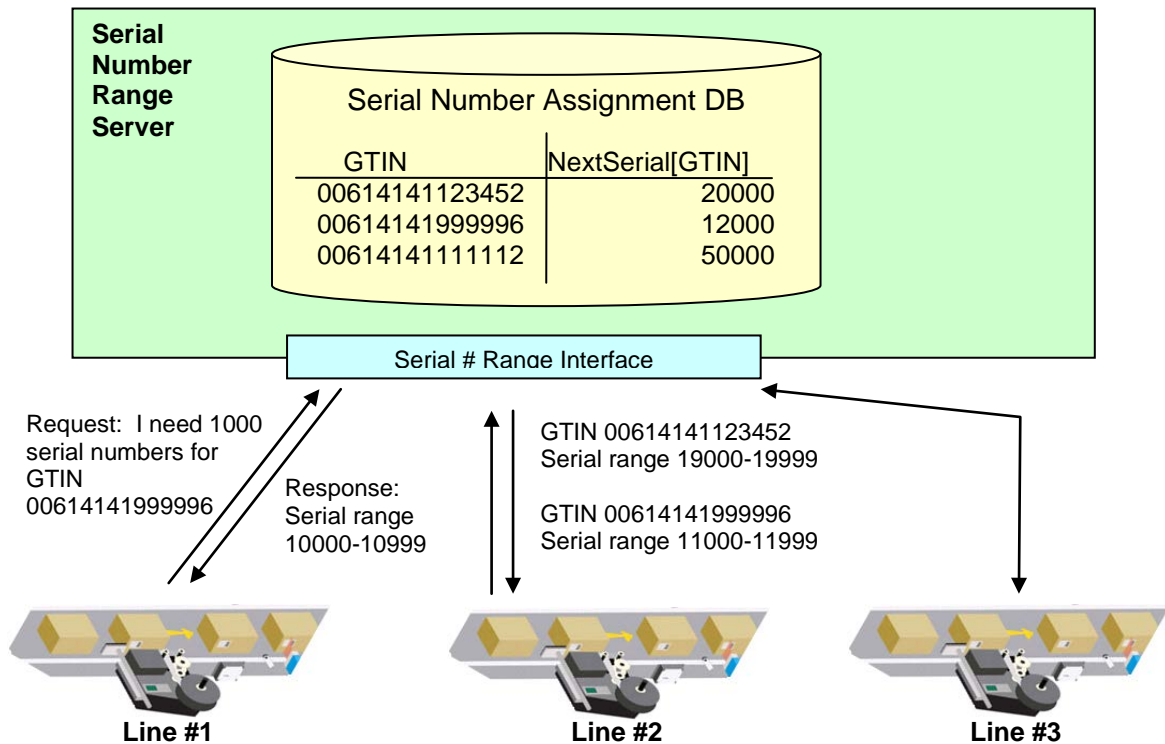 Serial
Number
Range
Server
Serial Number Assignment DB
GTIN NextSerial[GTIN]
00614141123452 20000
00614141999996 12000
00614141111112 50000
Serial # Range Interface
Request: I need 1000
serial numbers for
GTIN
00614141999996
Response:
Serial range
10000-10999
GTIN 00614141123452
Serial range 19000-19999
GTIN 00614141999996
Serial range 11000-11999
Line #1
Line #2
Line #3